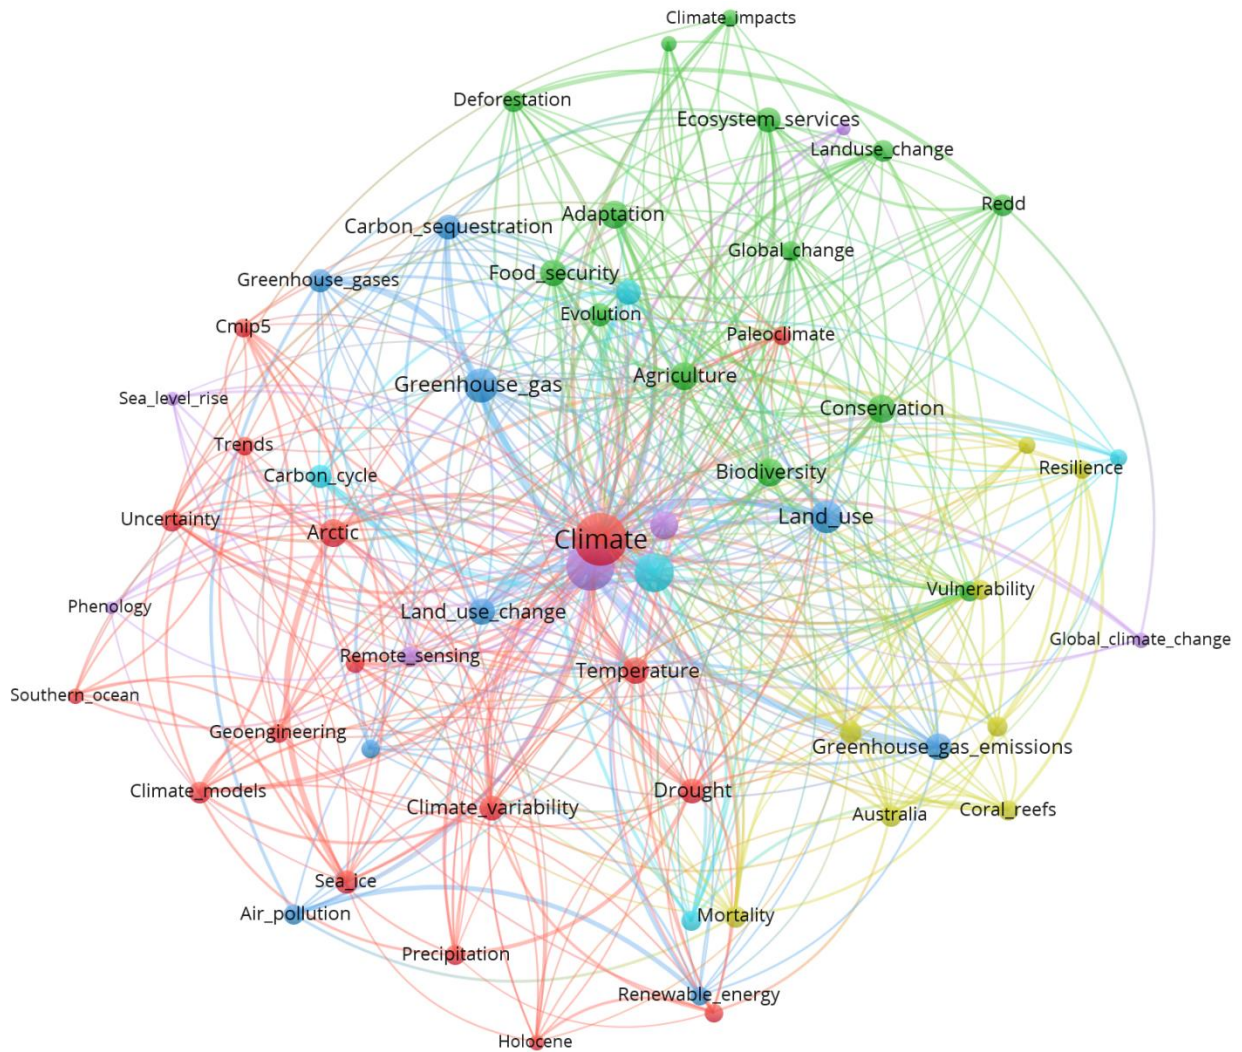 Climate_impacts
Deforestation
Ecosystem_services
Landuse_change
Redd
Adaptation
Carbon_sequestration
Global_change
Food_security
Greenhouse_gases
Evolution
Cmip5
Paleoclimate
Agriculture
Greenhouse_gas
Sea_level_rise
Conservation
Trends
Resilience
Biodiversity
Carbon_cycle
Land_use
Uncertainty
Arctic
Climate
Vulnerability
Phenology
Land_use_change
Global_climate_change
Remote_sensing
Temperature
Southern_ocean
Geoengineering
Greenhouse_gas_emissions
Climate_models
Drought
Climate_variability
Coral_reefs
Australia
Sea_ice
Air_pollution
Mortality
Precipitation
Renewable_energy
Holocene